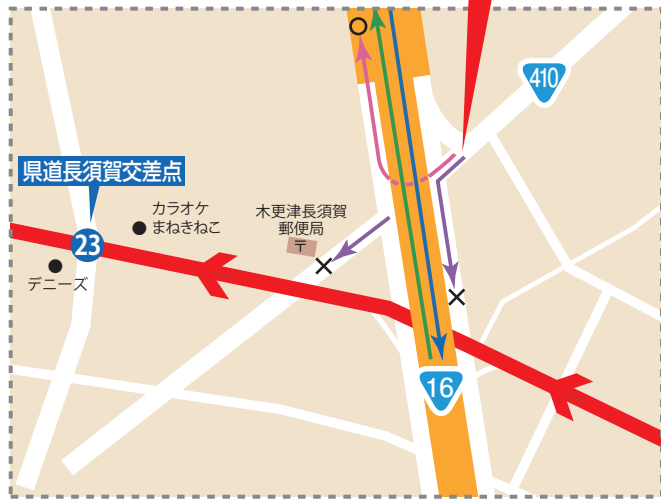 410
県道長須賀交差点
カラオケ
まねきねこ
木更津長須賀
郵便局
〒
23
デニーズ
16